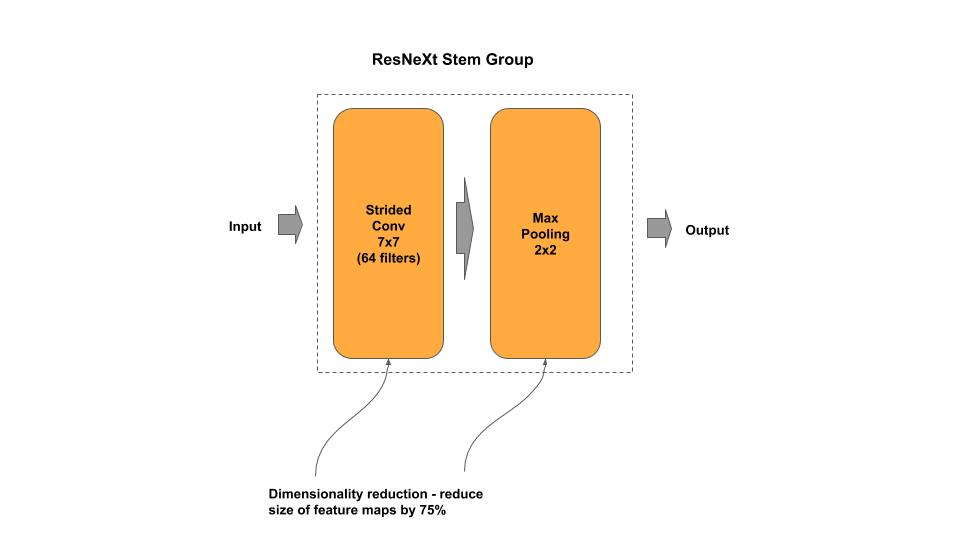 ResNeXt Stem Group
Input
Strided
Conv
7x7
(64 filters)
Max
Pooling
2x2
Output
Dimensionality reduction - reduce
size of feature maps by 75%